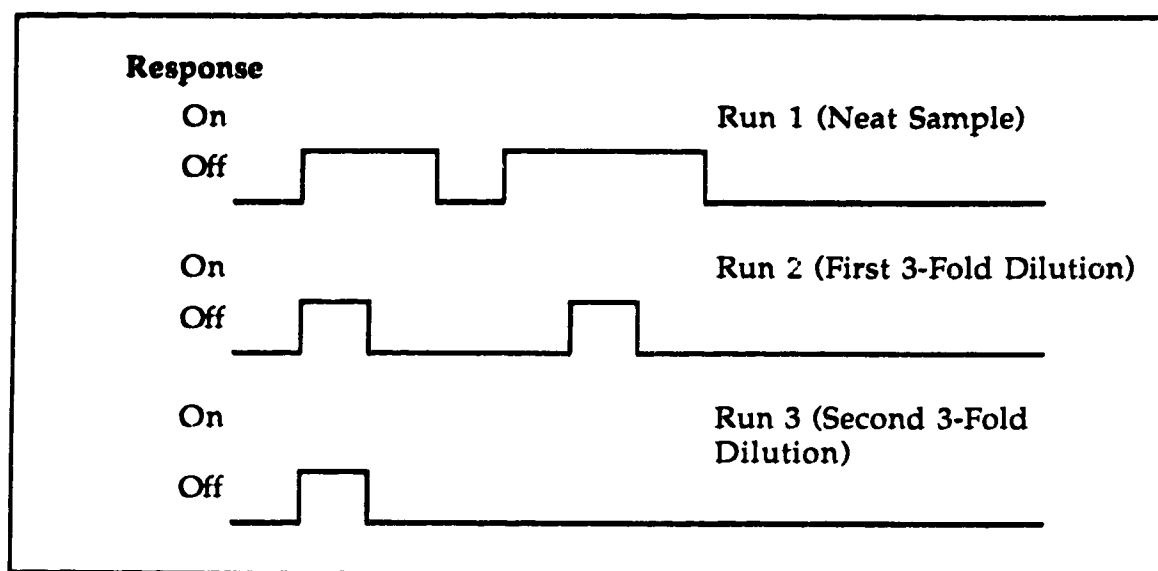 Response
On
Run 1 (Neat Sample)
Off
On
Run 2 (First 3-Fold Dilution)
Off
On
Run 3 (Second 3-Fold
Dilution)
Off